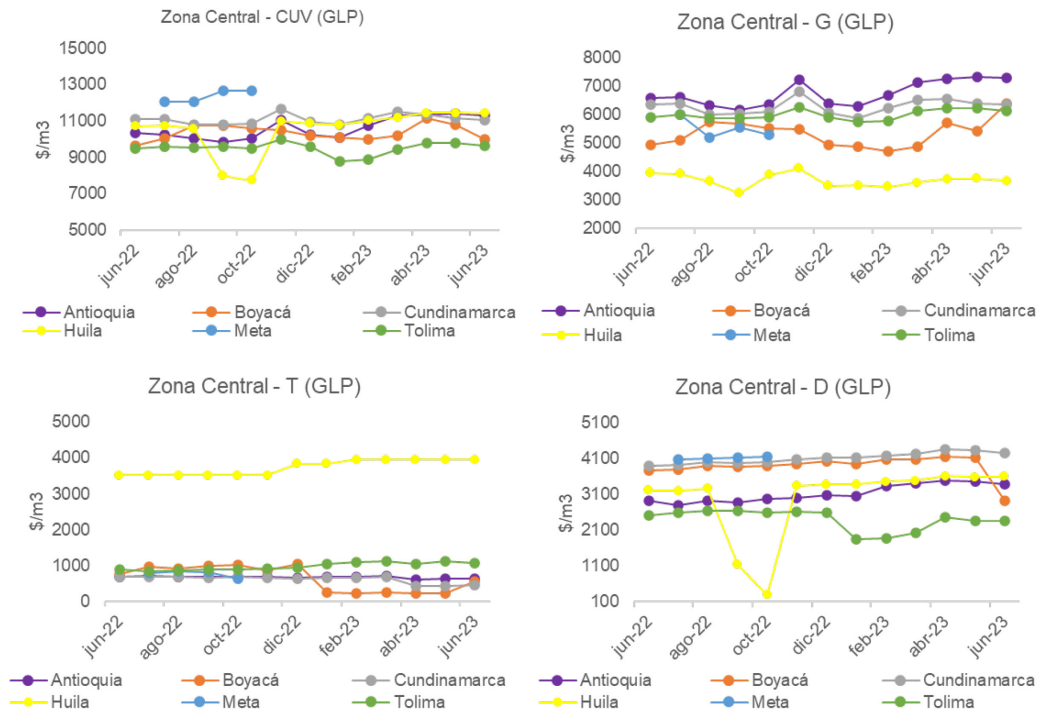 Zona Central - CUV (GLP)
15000
13000
11000
9000
7000
5000
$/m3
jun-22
ago-22
oct-22
dic-22
feb-23
abr-23
jun-23
Antioquia
Boyacá
Cundinamarca
Huila
Meta
Tolima
Zona Central - G (GLP)
8000
7000
6000
5000
4000
3000
2000
$/m3
jun-22
ago-22
oct-22
dic-22
feb-23
abr-23
jun-23
Antioquia
Boyacá
Cundinamarca
Huila
Meta
Tolima
Zona Central - T (GLP)
5000
4000
3000
2000
1000
0
$/m3
jun-22
ago-22
oct-22
dic-22
feb-23
abr-23
jun-23
Antioquia
Boyacá
Cundinamarca
Huila
Meta
Tolima
Zona Central - D (GLP)
5100
4100
3100
2100
1100
100
$/m3
jun-22
ago-22
oct-22
dic-22
feb-23
abr-23
jun-23
Antioquia
Boyacá
Cundinamarca
Huila
Meta
Tolima